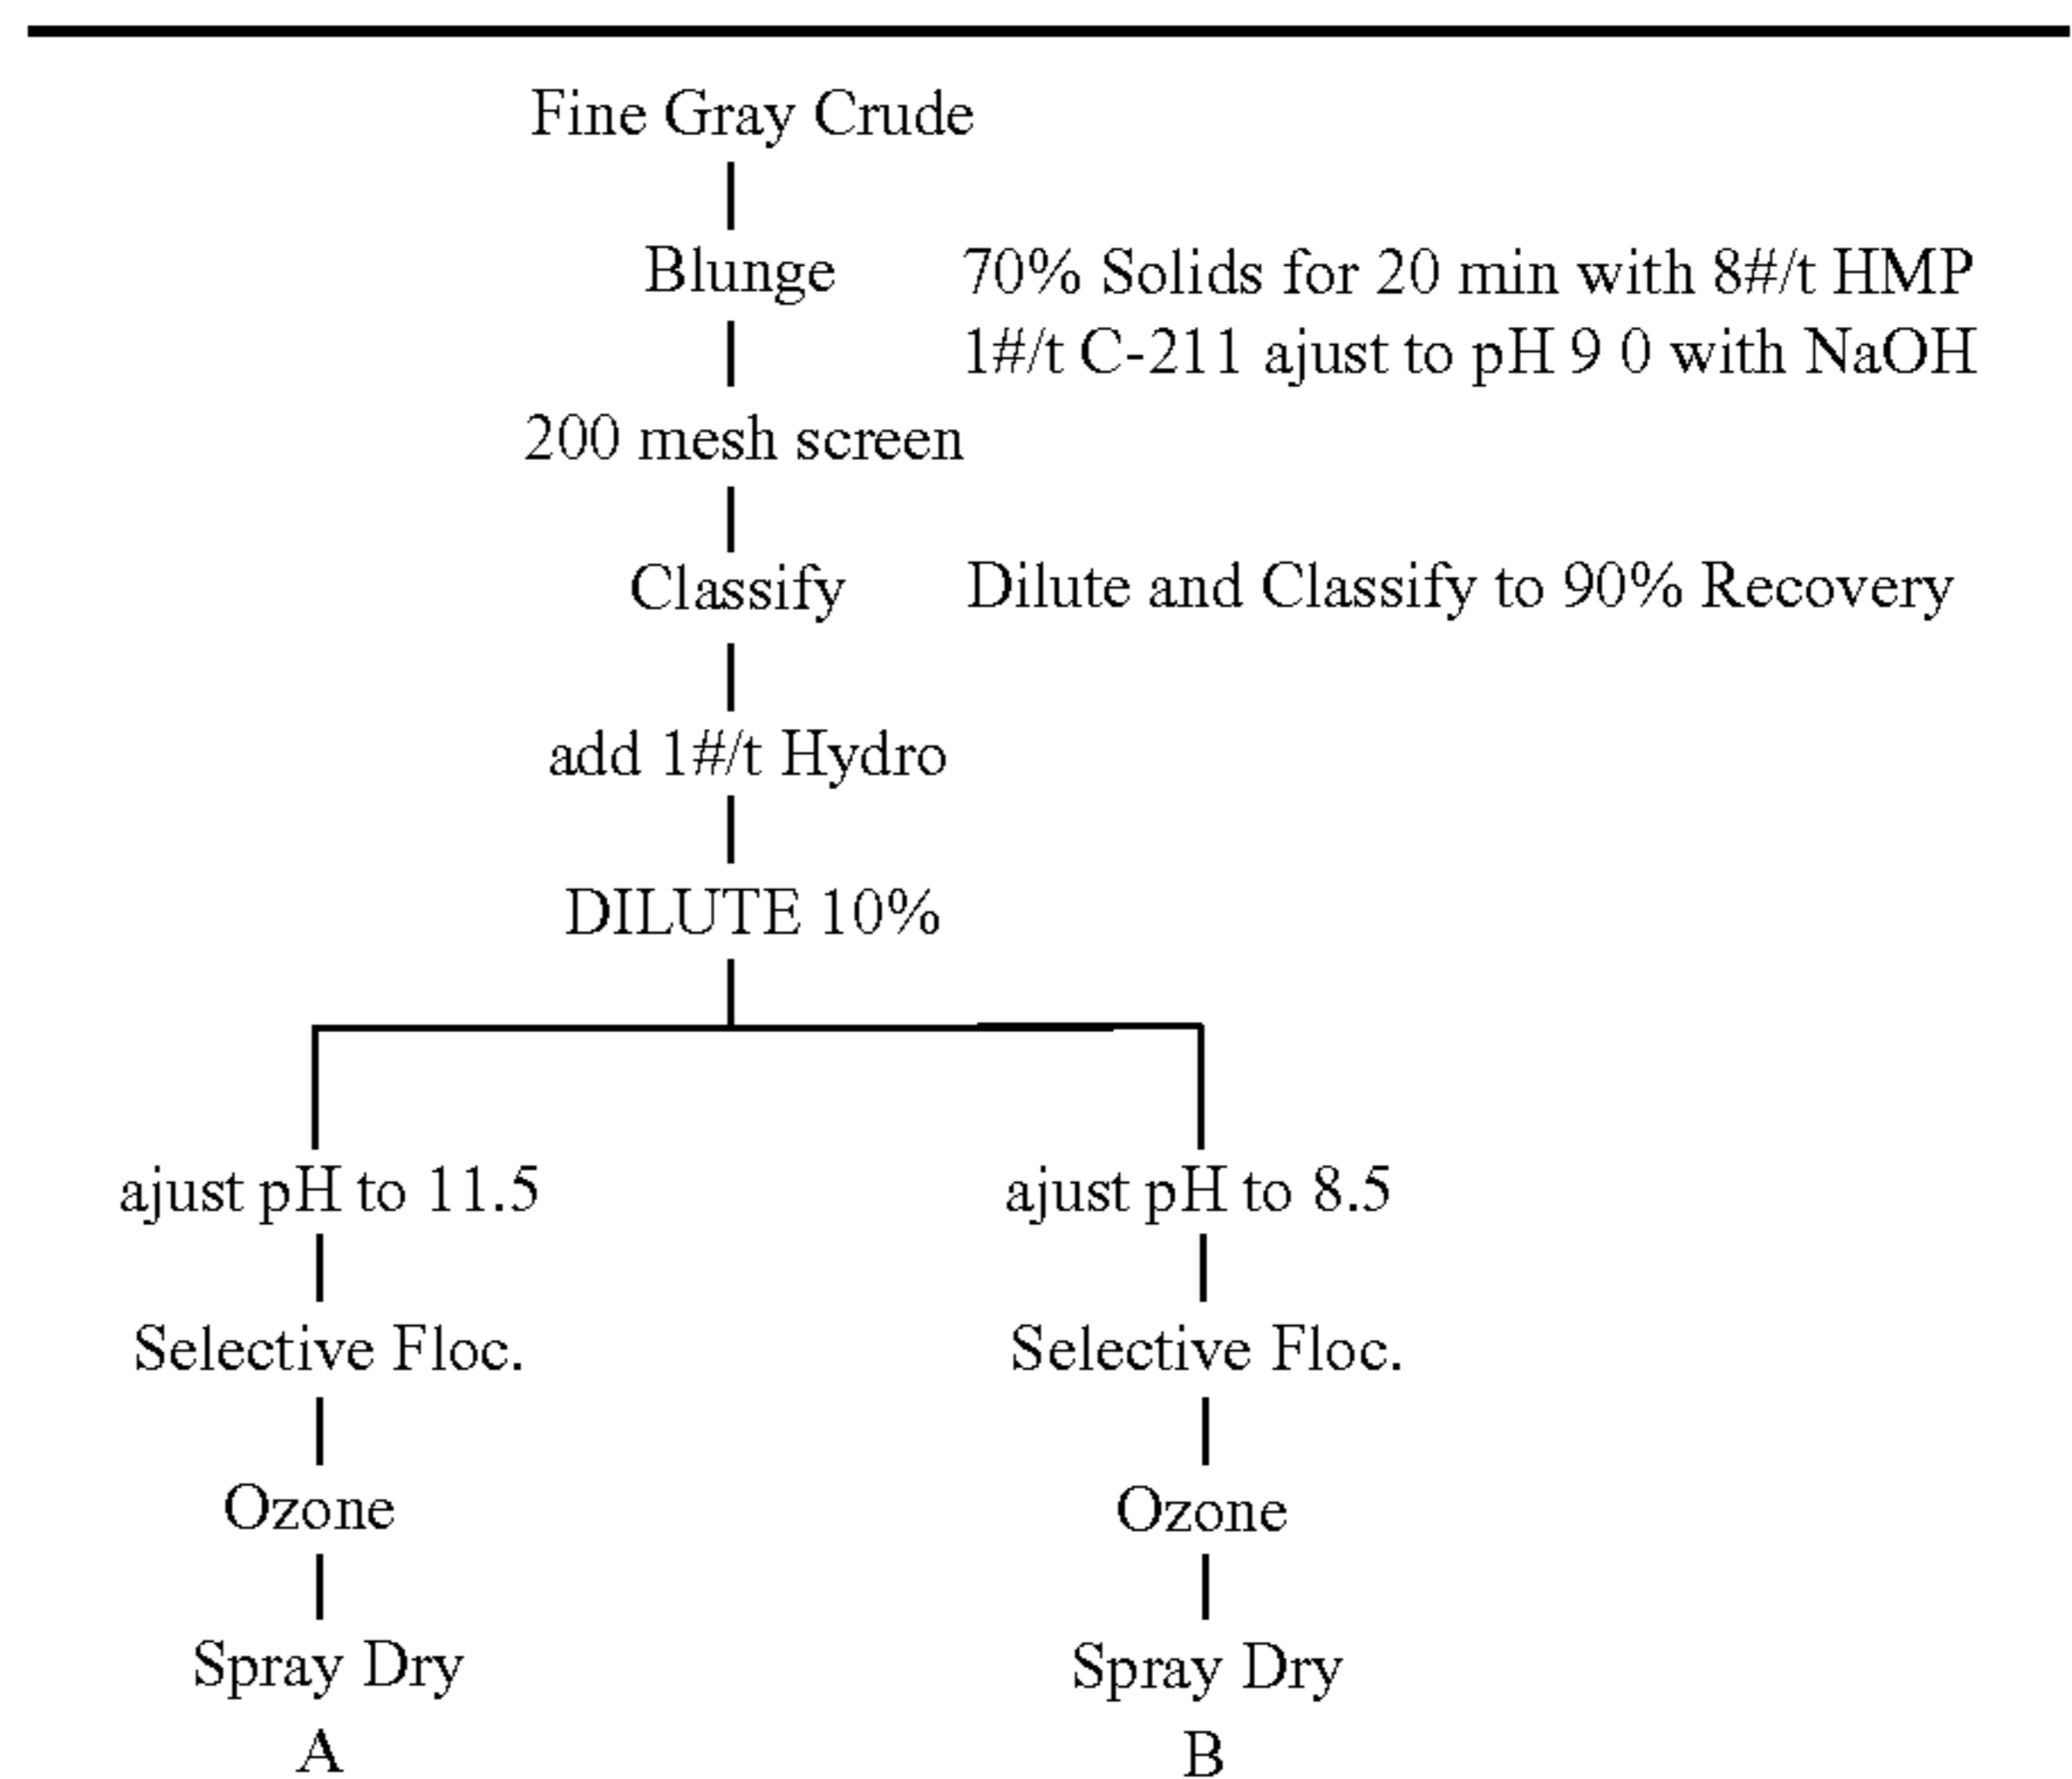 Fine Gray Crude
Blunge
70% Solids for 20 min with 8#/t HMP
1#/t C-211 ajust to pH 9 0 with NaOH
200 mesh screen
Classify
Dilute and Classify to 90% Recovery
add 1#/t Hydro
DILUTE 10%
ajust pH to 11.5
ajust pH to 8.5
Selective Floc.
Selective Floc.
Ozone
Ozone
Spray Dry
Spray Dry
A
B